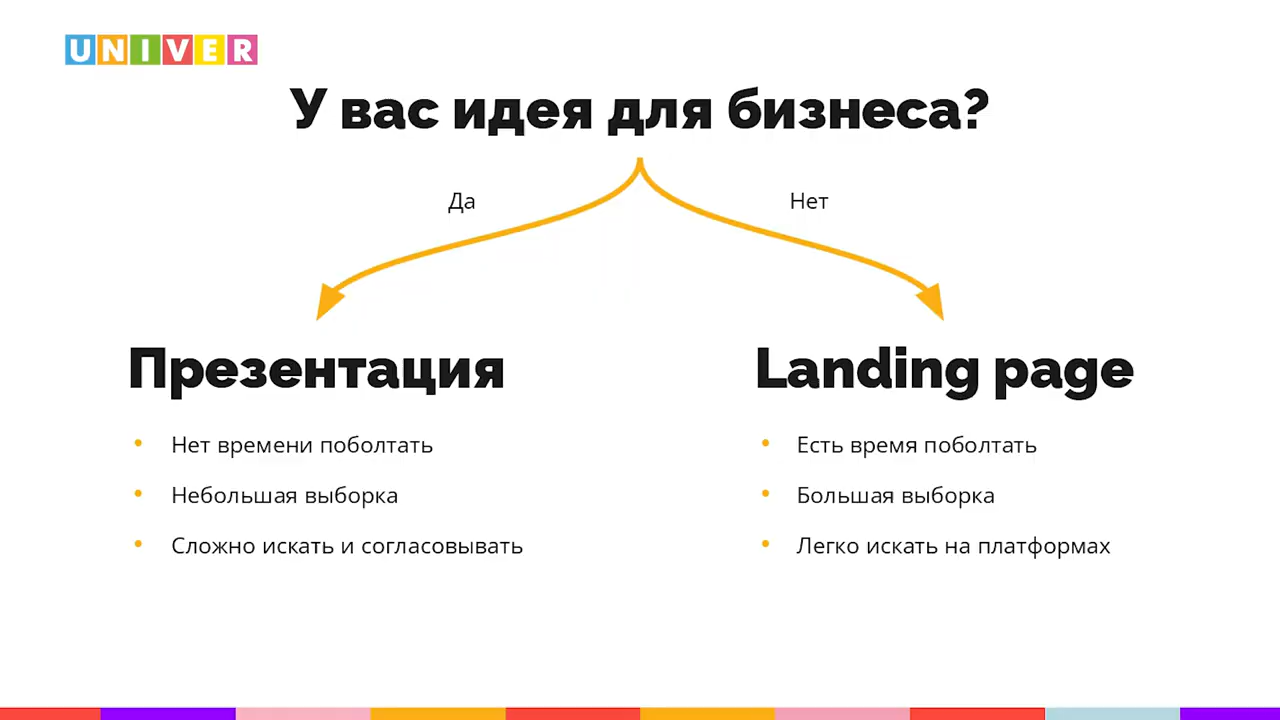 UNIVER
У вас идея для бизнеса?
Да
Нет
Презентация
• Нет времени поболтать
• Небольшая выборка
• Сложно искать и согласовывать
Landing page
• Есть время поболтать
• Большая выборка
• Легко искать на платформах